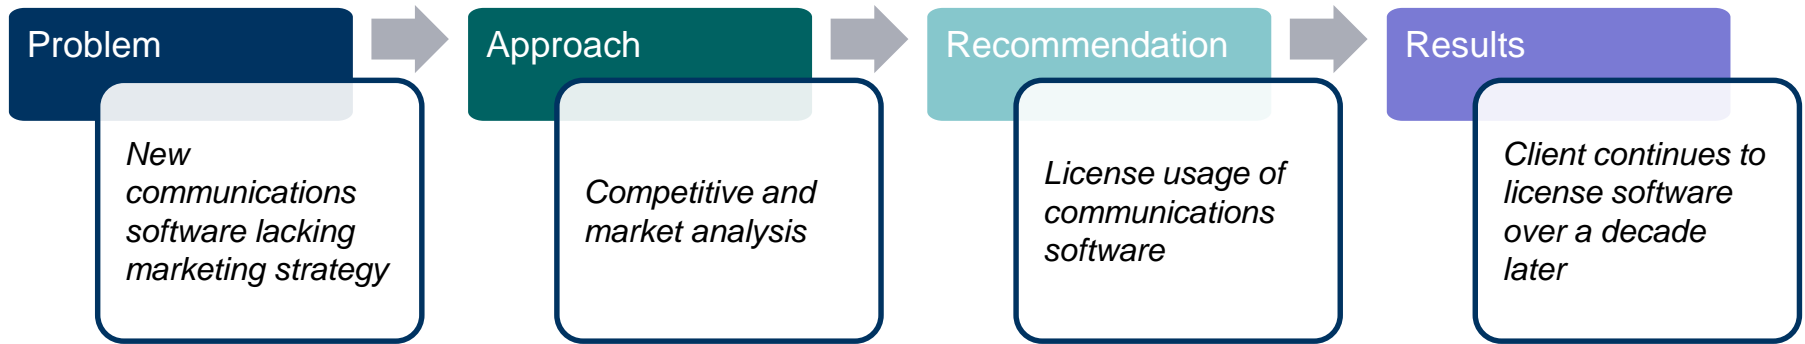 Problem
New
communications
software lacking
marketing strategy
Approach
Competitive and
market analysis
Recommendation
License usage of
communications
software
Results
Client continues to
license software
over a decade
later